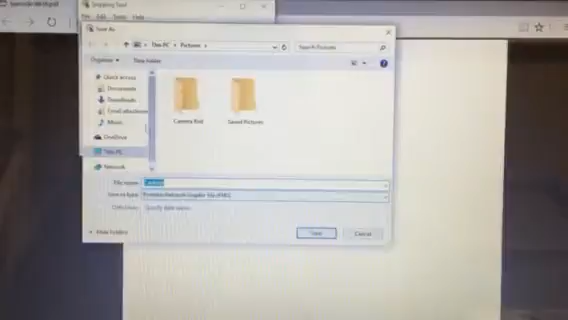 Snipping Tool
File Edit Tools Help
Save As
This PC > Pictures >
Search Pictures
Organize
New folder
Quick access
Documents
Downloads
Email attachments
Music
OneDrive
This PC
Network
Camera Roll
Saved Pictures
File name:
Save as type: Portable Network Graphic file (PNG)
Hide Folders
Save
Cancel